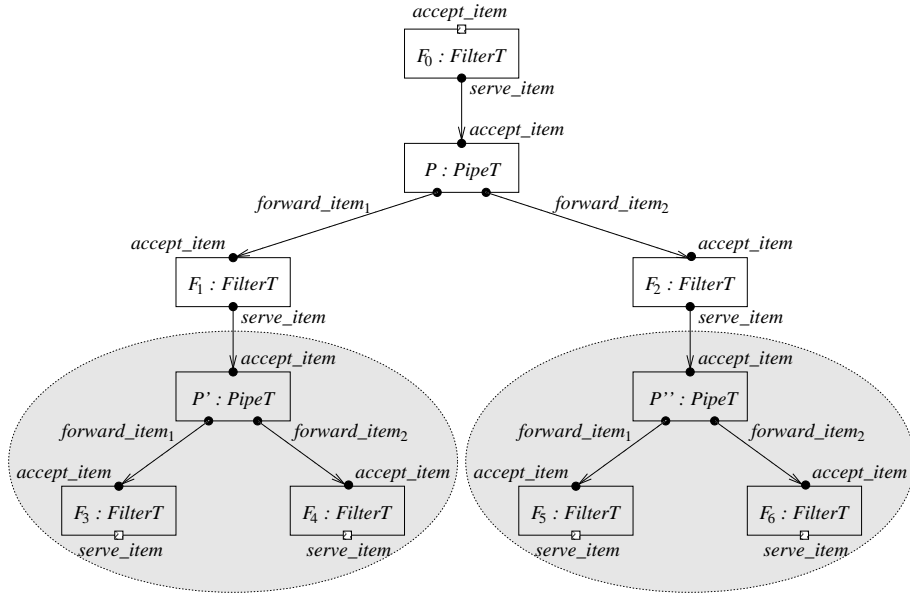 accept_item
F0 : FilterT
serve_item
accept_item
P : PipeT
forward_item1
forward_item2
accept_item
accept_item
F1 : FilterT
F2 : FilterT
serve_item
serve_item
accept_item
accept_item
P' : PipeT
P'' : PipeT
forward_item1
forward_item2
forward_item1
forward_item2
accept_item
accept_item
accept_item
accept_item
F3 : FilterT
F4 : FilterT
F5 : FilterT
F6 : FilterT
serve_item
serve_item
serve_item
serve_item